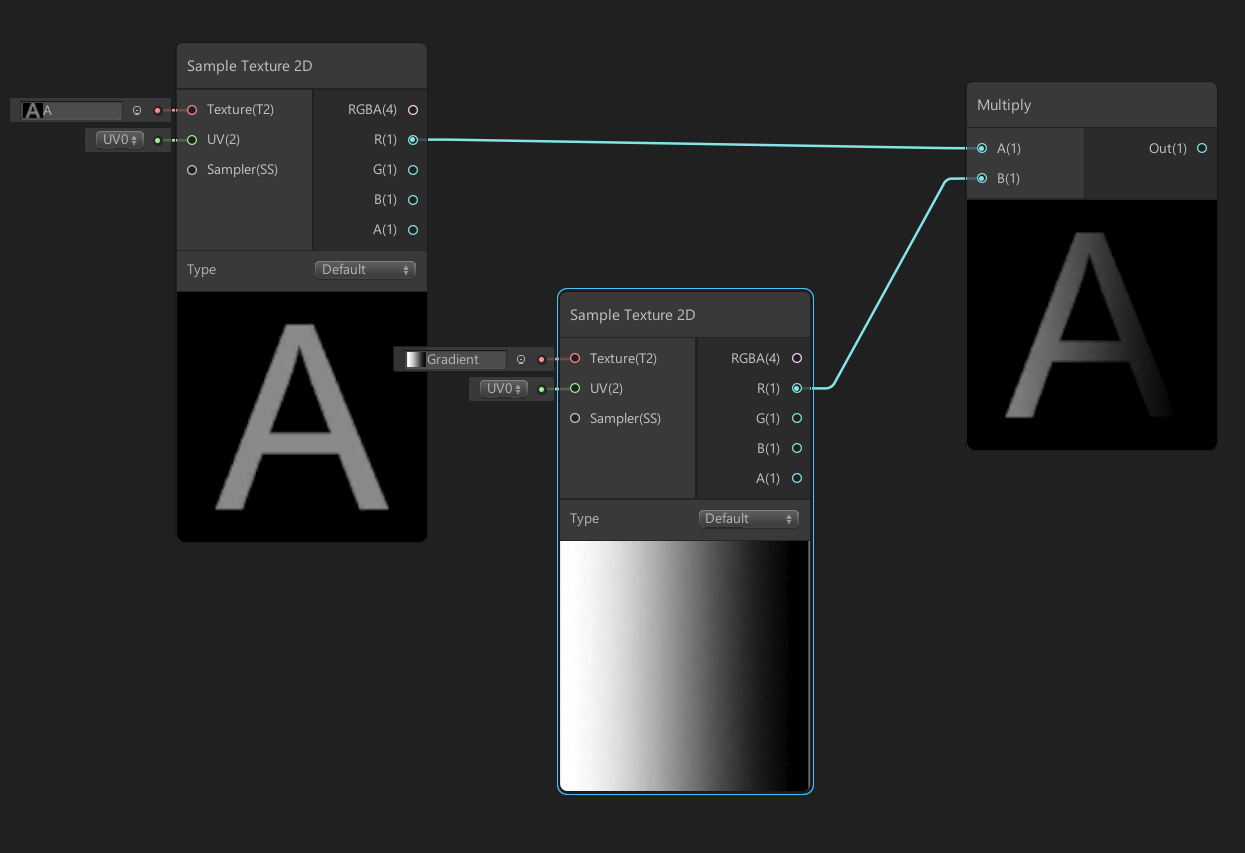 Sample Texture 2D
A A
Texture(T2)
RGBA(4)
UV0
UV(2)
R(1)
Sampler(SS)
G(1)
B(1)
A(1)
Type
Default
A
Sample Texture 2D
Gradient
Texture(T2)
RGBA(4)
UV0
UV(2)
R(1)
Sampler(SS)
G(1)
B(1)
A(1)
Type
Default
Multiply
A(1)
Out(1)
B(1)
A